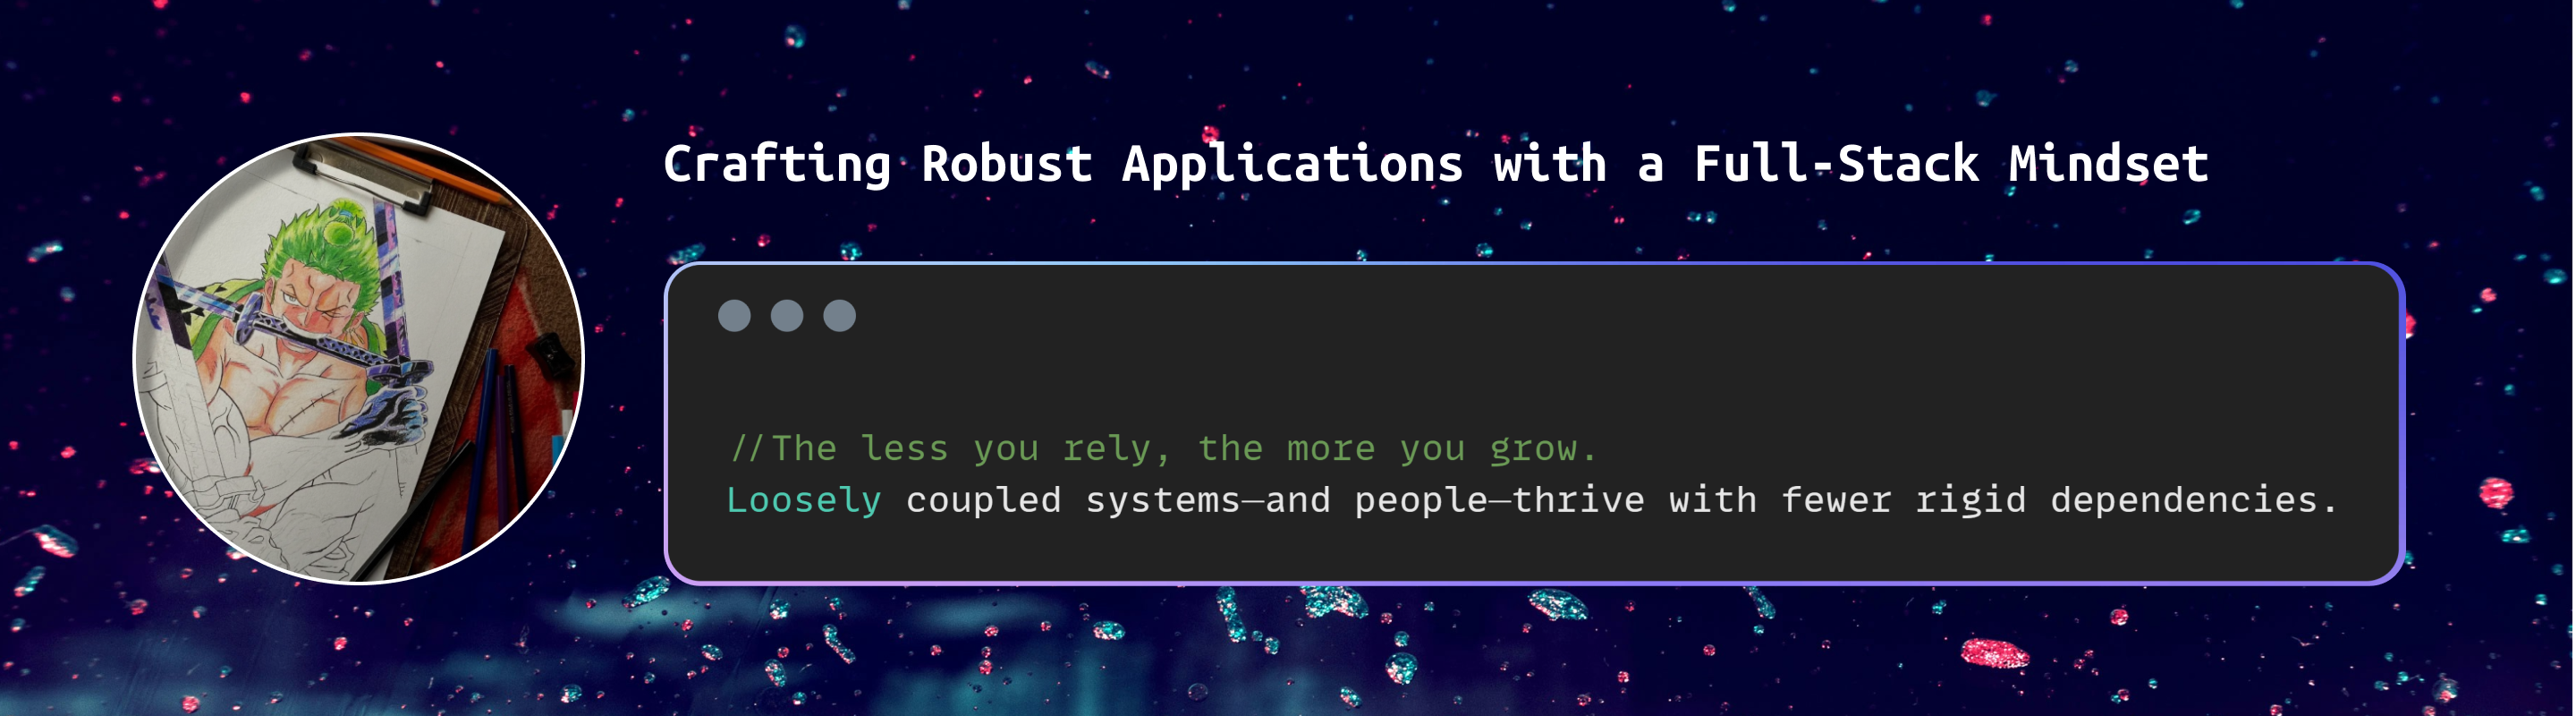 Crafting Robust Applications with a Full-Stack Mindset
//The less you rely, the more you grow.
Loosely coupled systems—and people—thrive with fewer rigid dependencies.